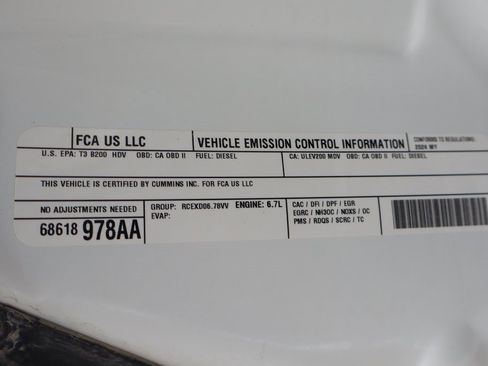 FCA US LLC
VEHICLE EMISSION CONTROL INFORMATION
CONFORMS TO REGULATIONS:
2024 MY
U.S. EPA: T3 B200 HDV OBD: CA OBD II FUEL: DIESEL
CA: ULEV200 MDV OBD: CA OBD II FUEL: DIESEL
THIS VEHICLE IS CERTIFIED BY CUMMINS INC. FOR FCA US LLC
NO ADJUSTMENTS NEEDED
68618 978AA
GROUP: RCEXD06.78VV ENGINE: 6.7L
EVAP:
CAC / DFI / DPF / EGR
EGRC / NH3OC / NOXS / OC
PMS / RDQS / SCRC / TC